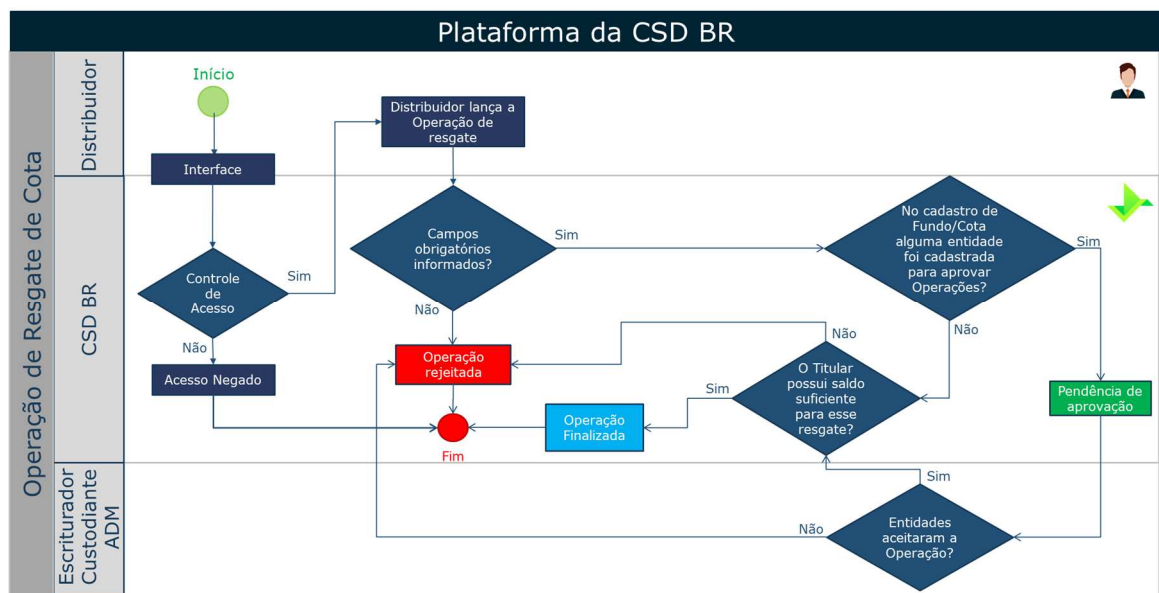 Plataforma da CSD BR
Operação de Resgate de Cota
Distribuidor
Início
Interface
Distribuidor lança a
Operação de
resgate
CSD BR
Controle
de
Acesso
Sim
Não
Acesso Negado
Campos
obrigatórios
informados?
Sim
Não
Operação
rejeitada
Fim
No cadastro de
Fundo/Cota
alguma entidade
foi cadastrada
para aprovar
Operações?
Sim
Não
Pendência de
aprovação
O Titular
possui saldo
suficiente
para esse
resgate?
Não
Sim
Operação
Finalizada
Escriturador
Custodiante
ADM
Entidades
aceitaram a
Operação?
Sim
Não